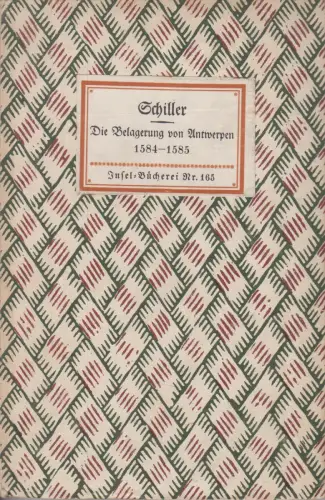 Schiller
Die Belagerung von Antwerpen
1584–1585
Insel-Bücherei Nr. 165